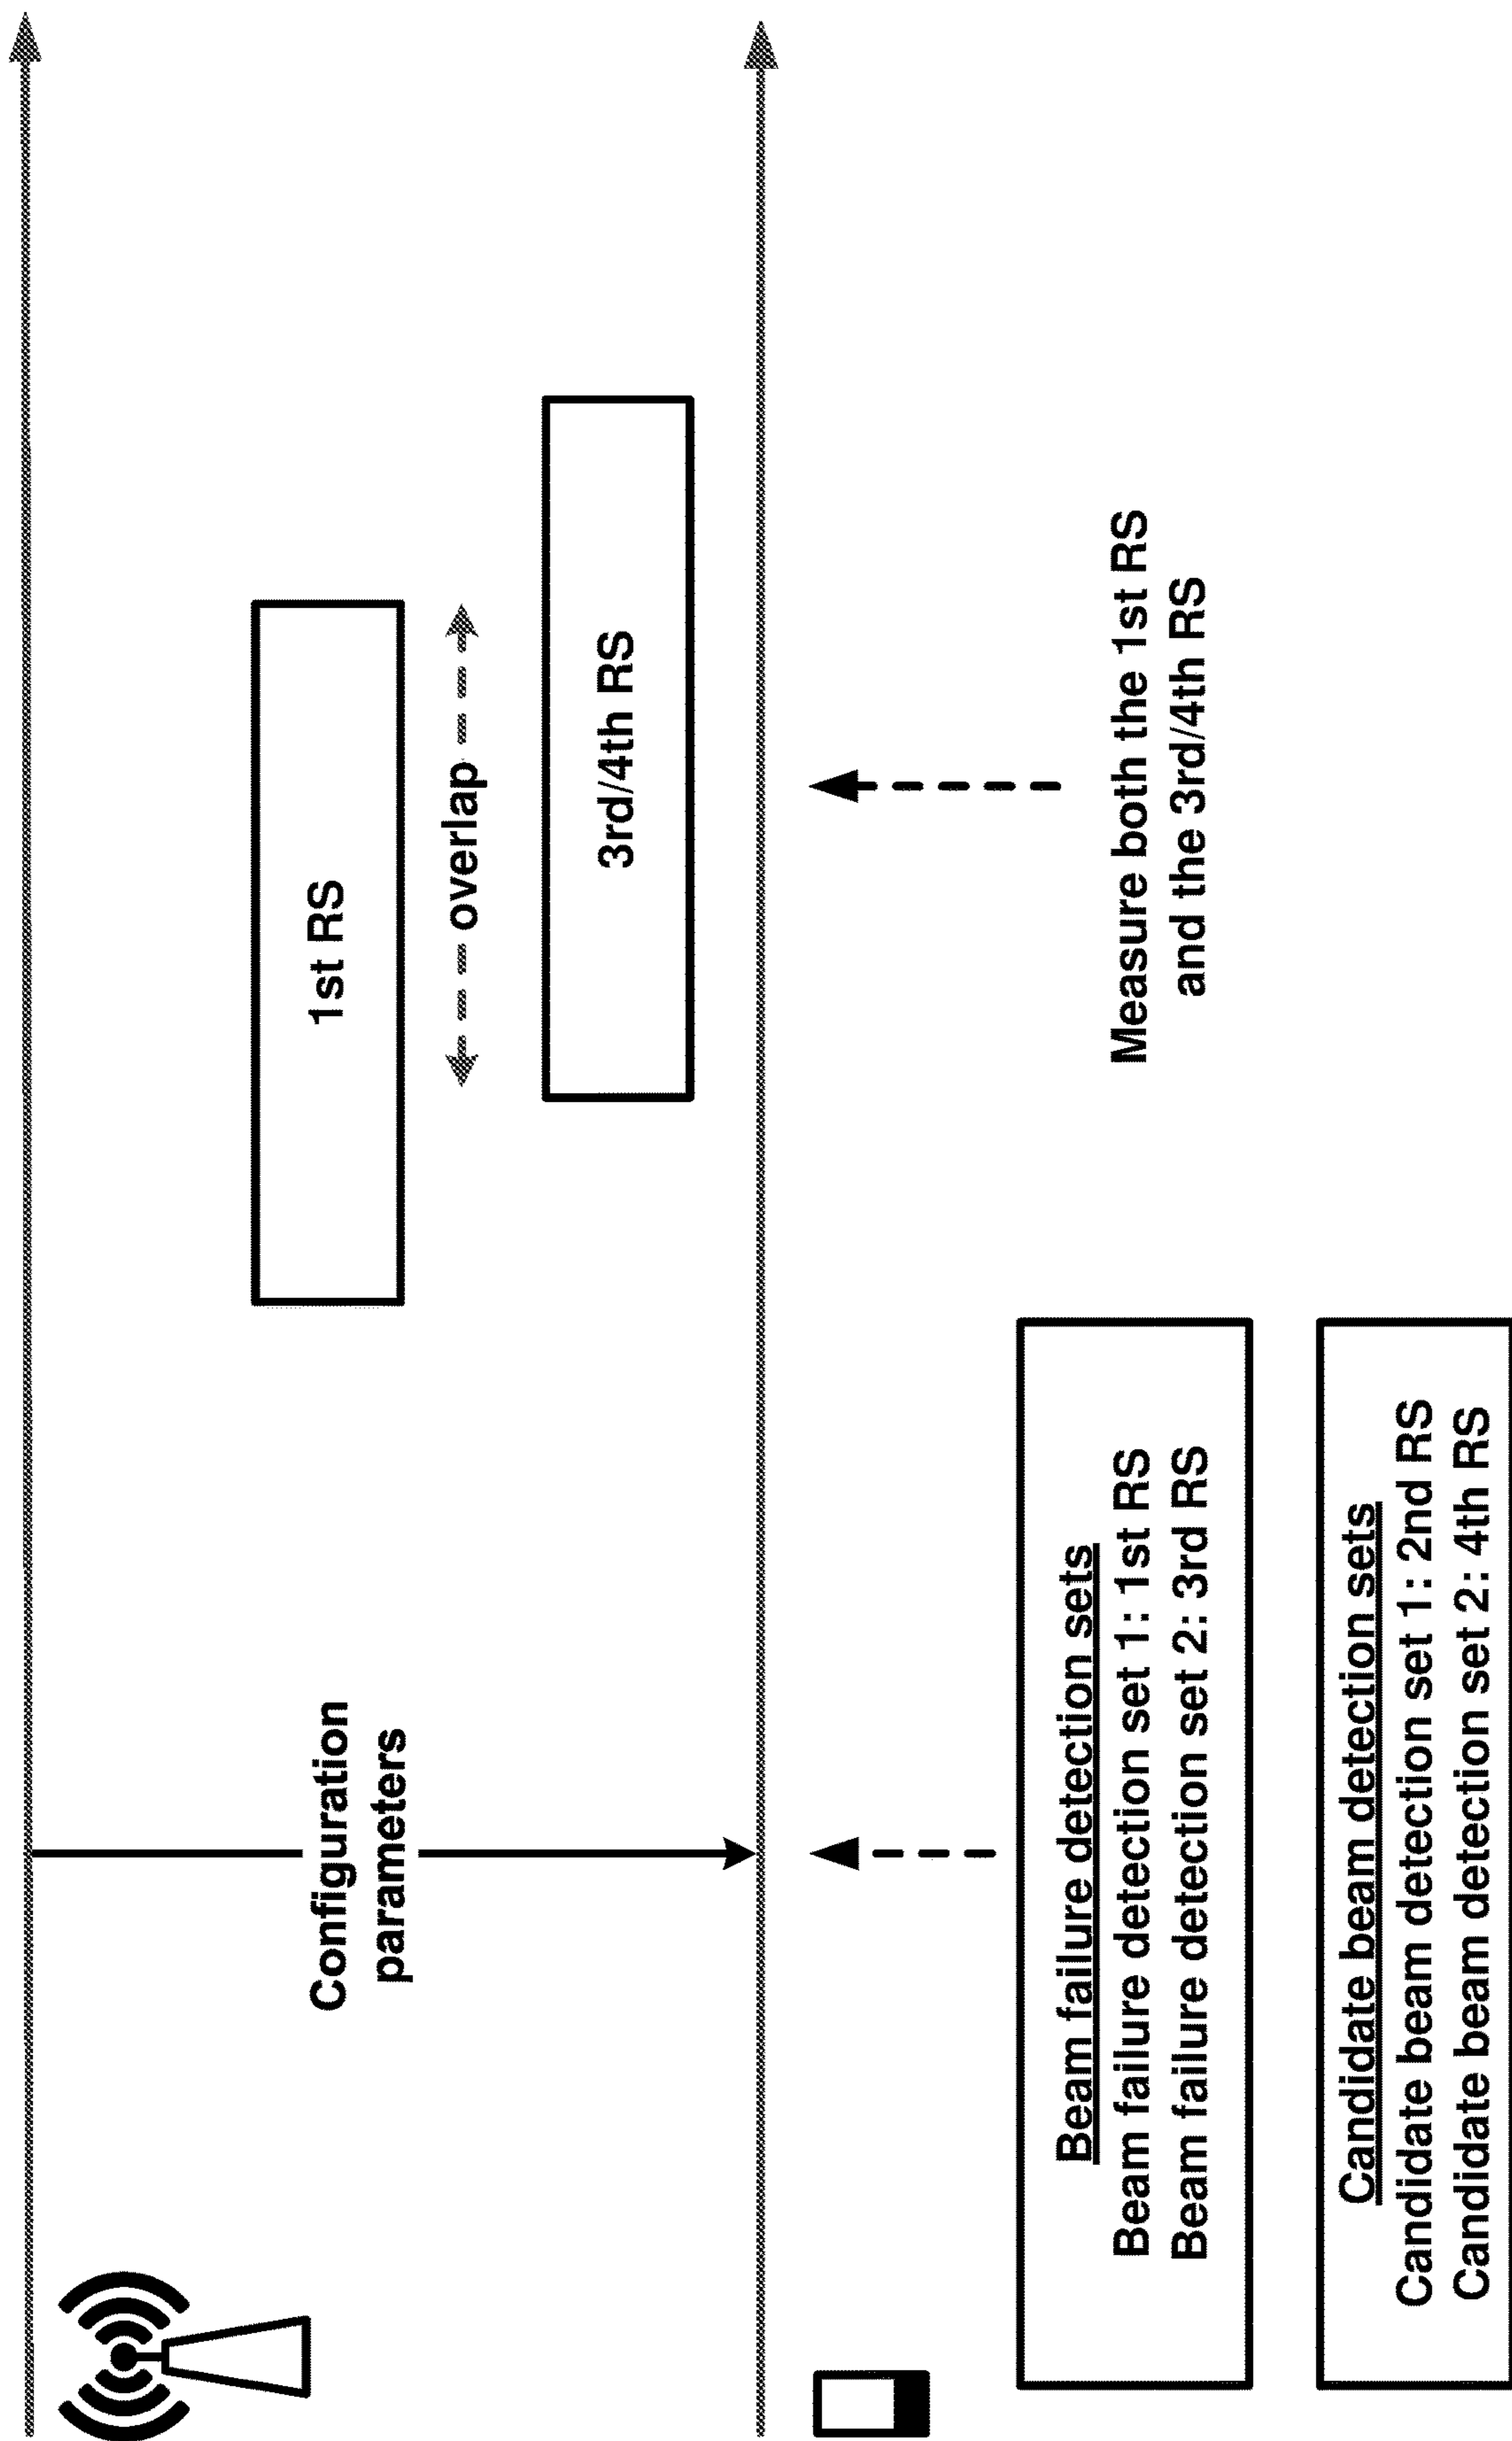 Configuration
parameters
1st RS
overlap
3rd/4th RS
Beam failure detection sets
Beam failure detection set 1: 1st RS
Beam failure detection set 2: 3rd RS
Candidate beam detection sets
Candidate beam detection set 1: 2nd RS
Candidate beam detection set 2: 4th RS
Measure both the 1st RS
and the 3rd/4th RS